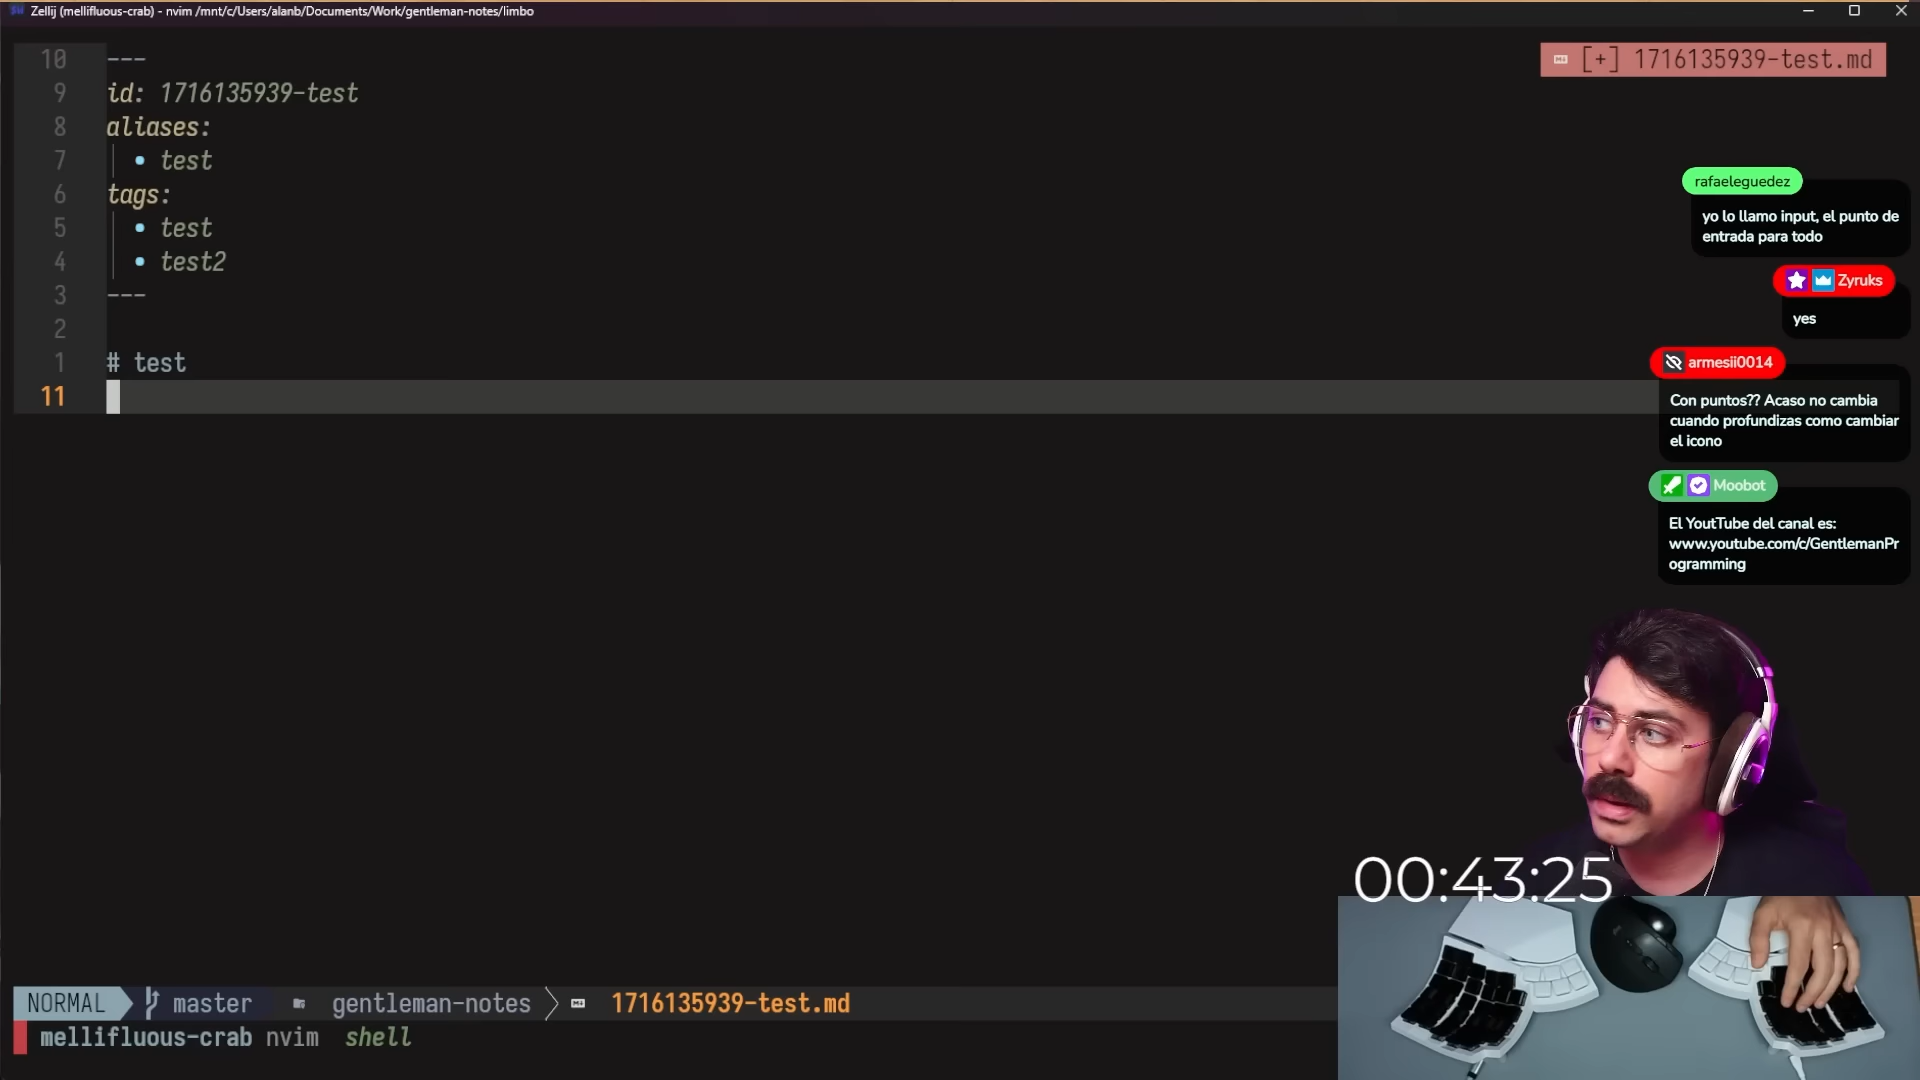 Zellij (mellifluous-crab) - nvim /mnt/c/Users/alanb/Documents/Work/gentleman-notes/limbo
10 ---
9 id: 1716135939-test
8 aliases:
7 • test
6 tags:
5 • test
4 • test2
3 ---
2
1 # test
11
[+] 1716135939-test.md
rafaeleguedez
yo lo llamo input, el punto de
entrada para todo
Zyruks
yes
armesii0014
Con puntos?? Acaso no cambia
cuando profundizas como cambiar
el icono
Moobot
El YoutTube del canal es:
www.youtube.com/c/GentlemanPr
ogramming
00:43:25
NORMAL master gentleman-notes 1716135939-test.md
mellifluous-crab nvim shell